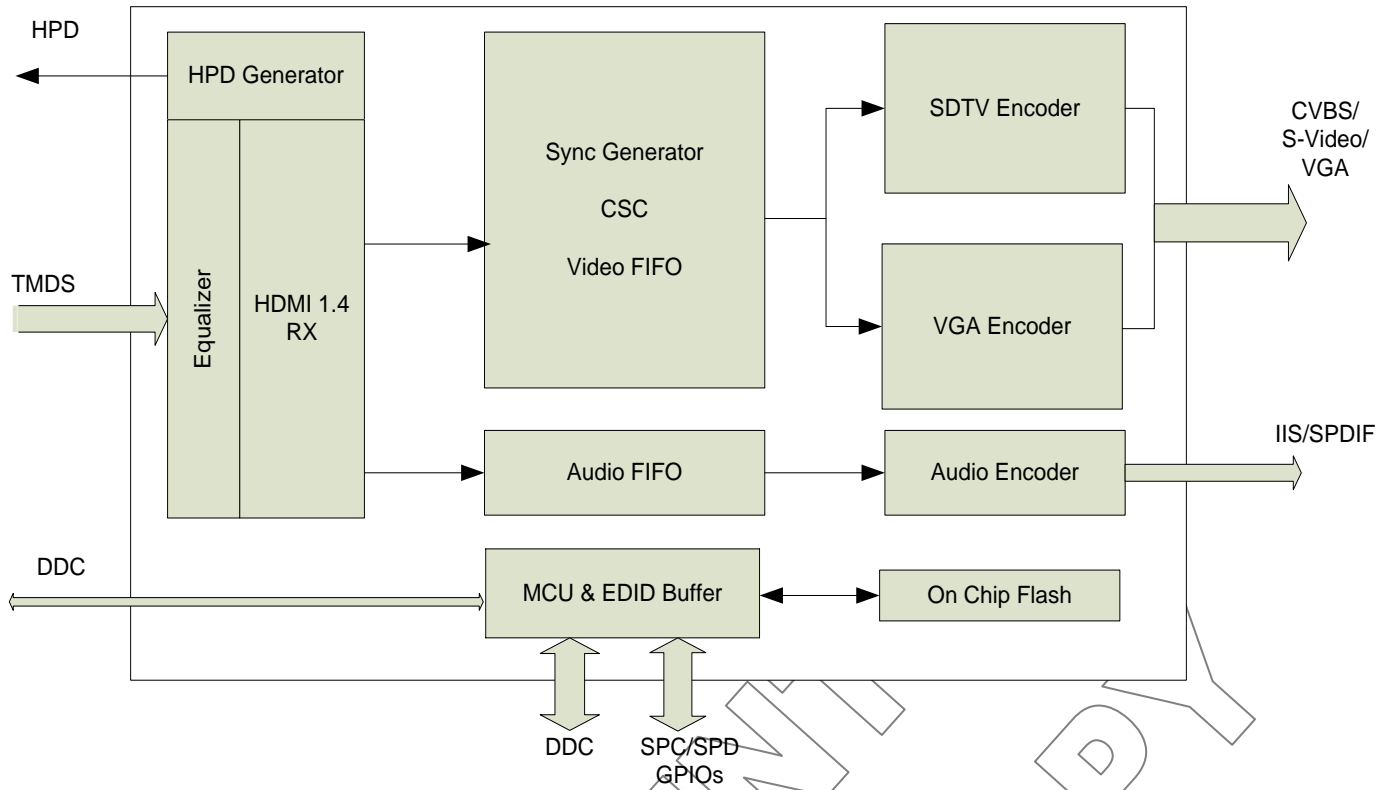 HPD
HPD Generator
SDTV Encoder
CVBS/
S-Video/
VGA
Sync Generator
CSC
Video FIFO
TMDS
Equalizer
HDMI 1.4
RX
VGA Encoder
IIS/SPDIF
Audio FIFO
Audio Encoder
DDC
MCU & EDID Buffer
On Chip Flash
DDC
SPC/SPD
GPIOs